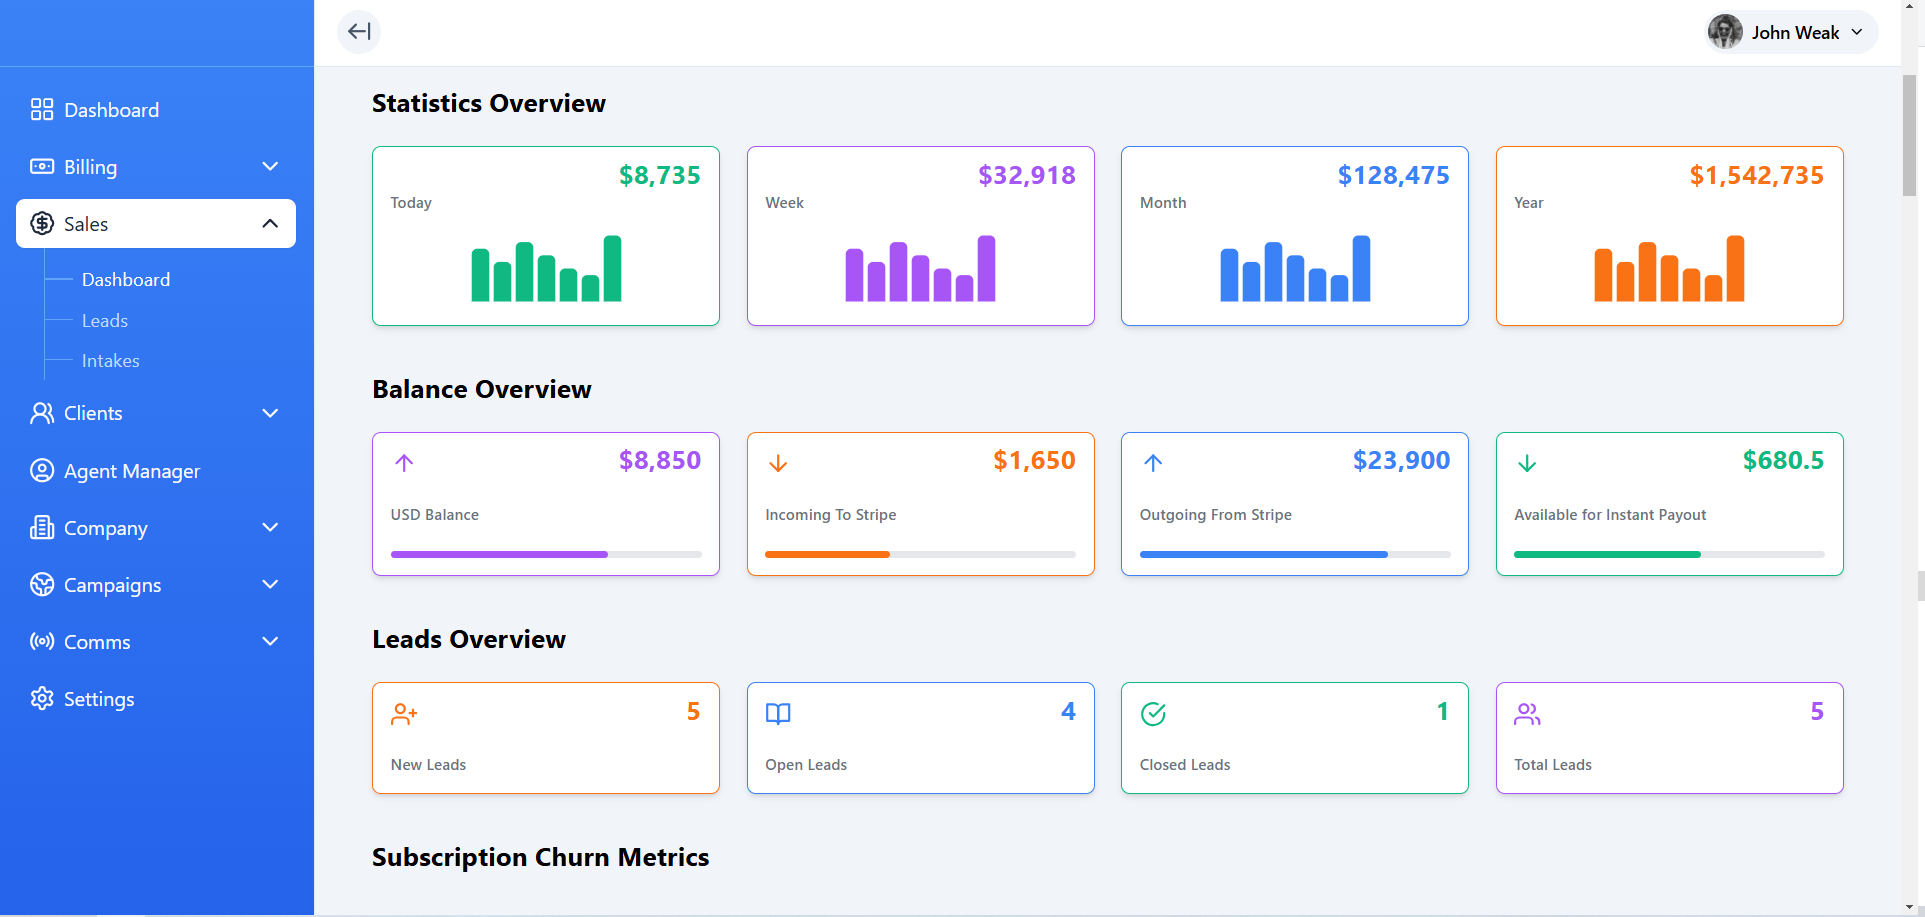 John Weak
Dashboard
Billing
Sales
Dashboard
Leads
Intakes
Clients
Agent Manager
Company
Campaigns
Comms
Settings
Statistics Overview
$8,735
Today
$32,918
Week
$128,475
Month
$1,542,735
Year
Balance Overview
$8,850
USD Balance
$1,650
Incoming To Stripe
$23,900
Outgoing From Stripe
$680.5
Available for Instant Payout
Leads Overview
5
New Leads
4
Open Leads
1
Closed Leads
5
Total Leads
Subscription Churn Metrics